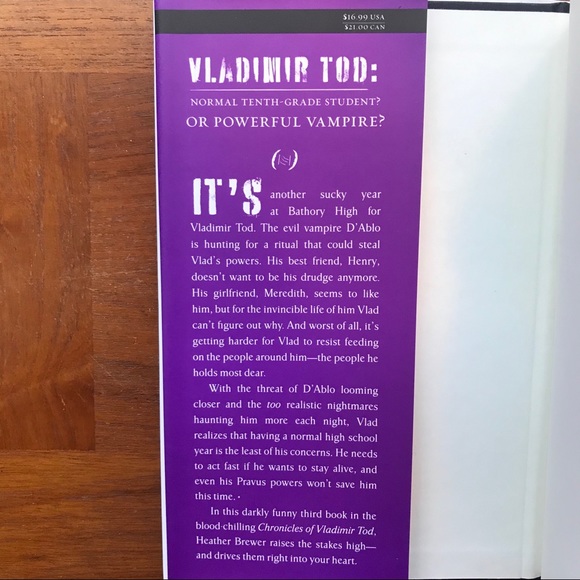 $16.99 USA
$21.00 CAN
VLADIMIR TOD:
NORMAL TENTH-GRADE STUDENT?
OR POWERFUL VAMPIRE?
IT'S another sucky year
at Bathory High for
Vladimir Tod. The evil vampire D'Ablo
is hunting for a ritual that could steal
Vlad's powers. His best friend, Henry,
doesn't want to be his drudge anymore.
His girlfriend, Meredith, seems to like
him, but for the invincible life of him Vlad
can't figure out why. And worst of all, it's
getting harder for Vlad to resist feeding
on the people around him—the people he
holds most dear.
With the threat of D'Ablo looming
closer and the too realistic nightmares
haunting him more each night, Vlad
realizes that having a normal high school
year is the least of his concerns. He needs
to act fast if he wants to stay alive, and
even his Pravus powers won't save him
this time. •
In this darkly funny third book in the
blood-chilling Chronicles of Vladimir Tod,
Heather Brewer raises the stakes high—
and drives them right into your heart.